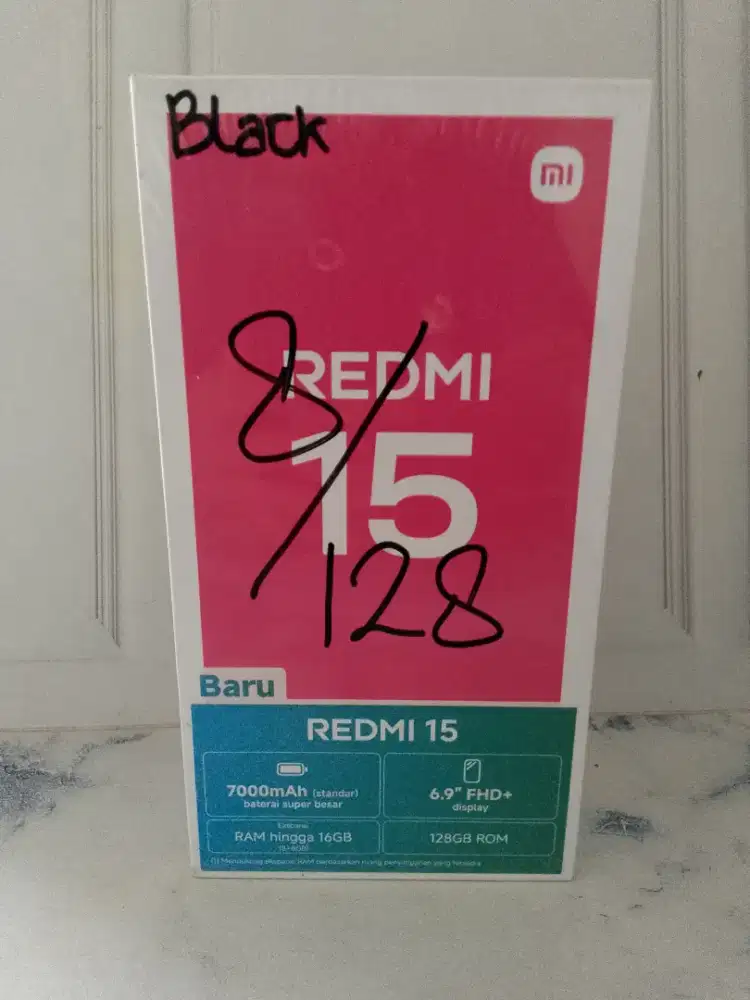 Black
mi
8/128
REDMI
15
Baru
REDMI 15
7000mAh (standar)
baterai super besar
6.9" FHD+
display
RAM hingga 16GB
128GB ROM